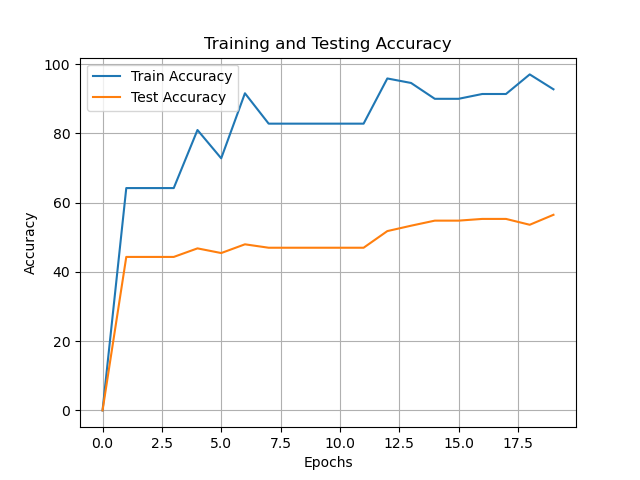 Training and Testing Accuracy
100
80
60
40
20
0
Accuracy
Train Accuracy
Test Accuracy
0.0 2.5 5.0 7.5 10.0 12.5 15.0 17.5
Epochs